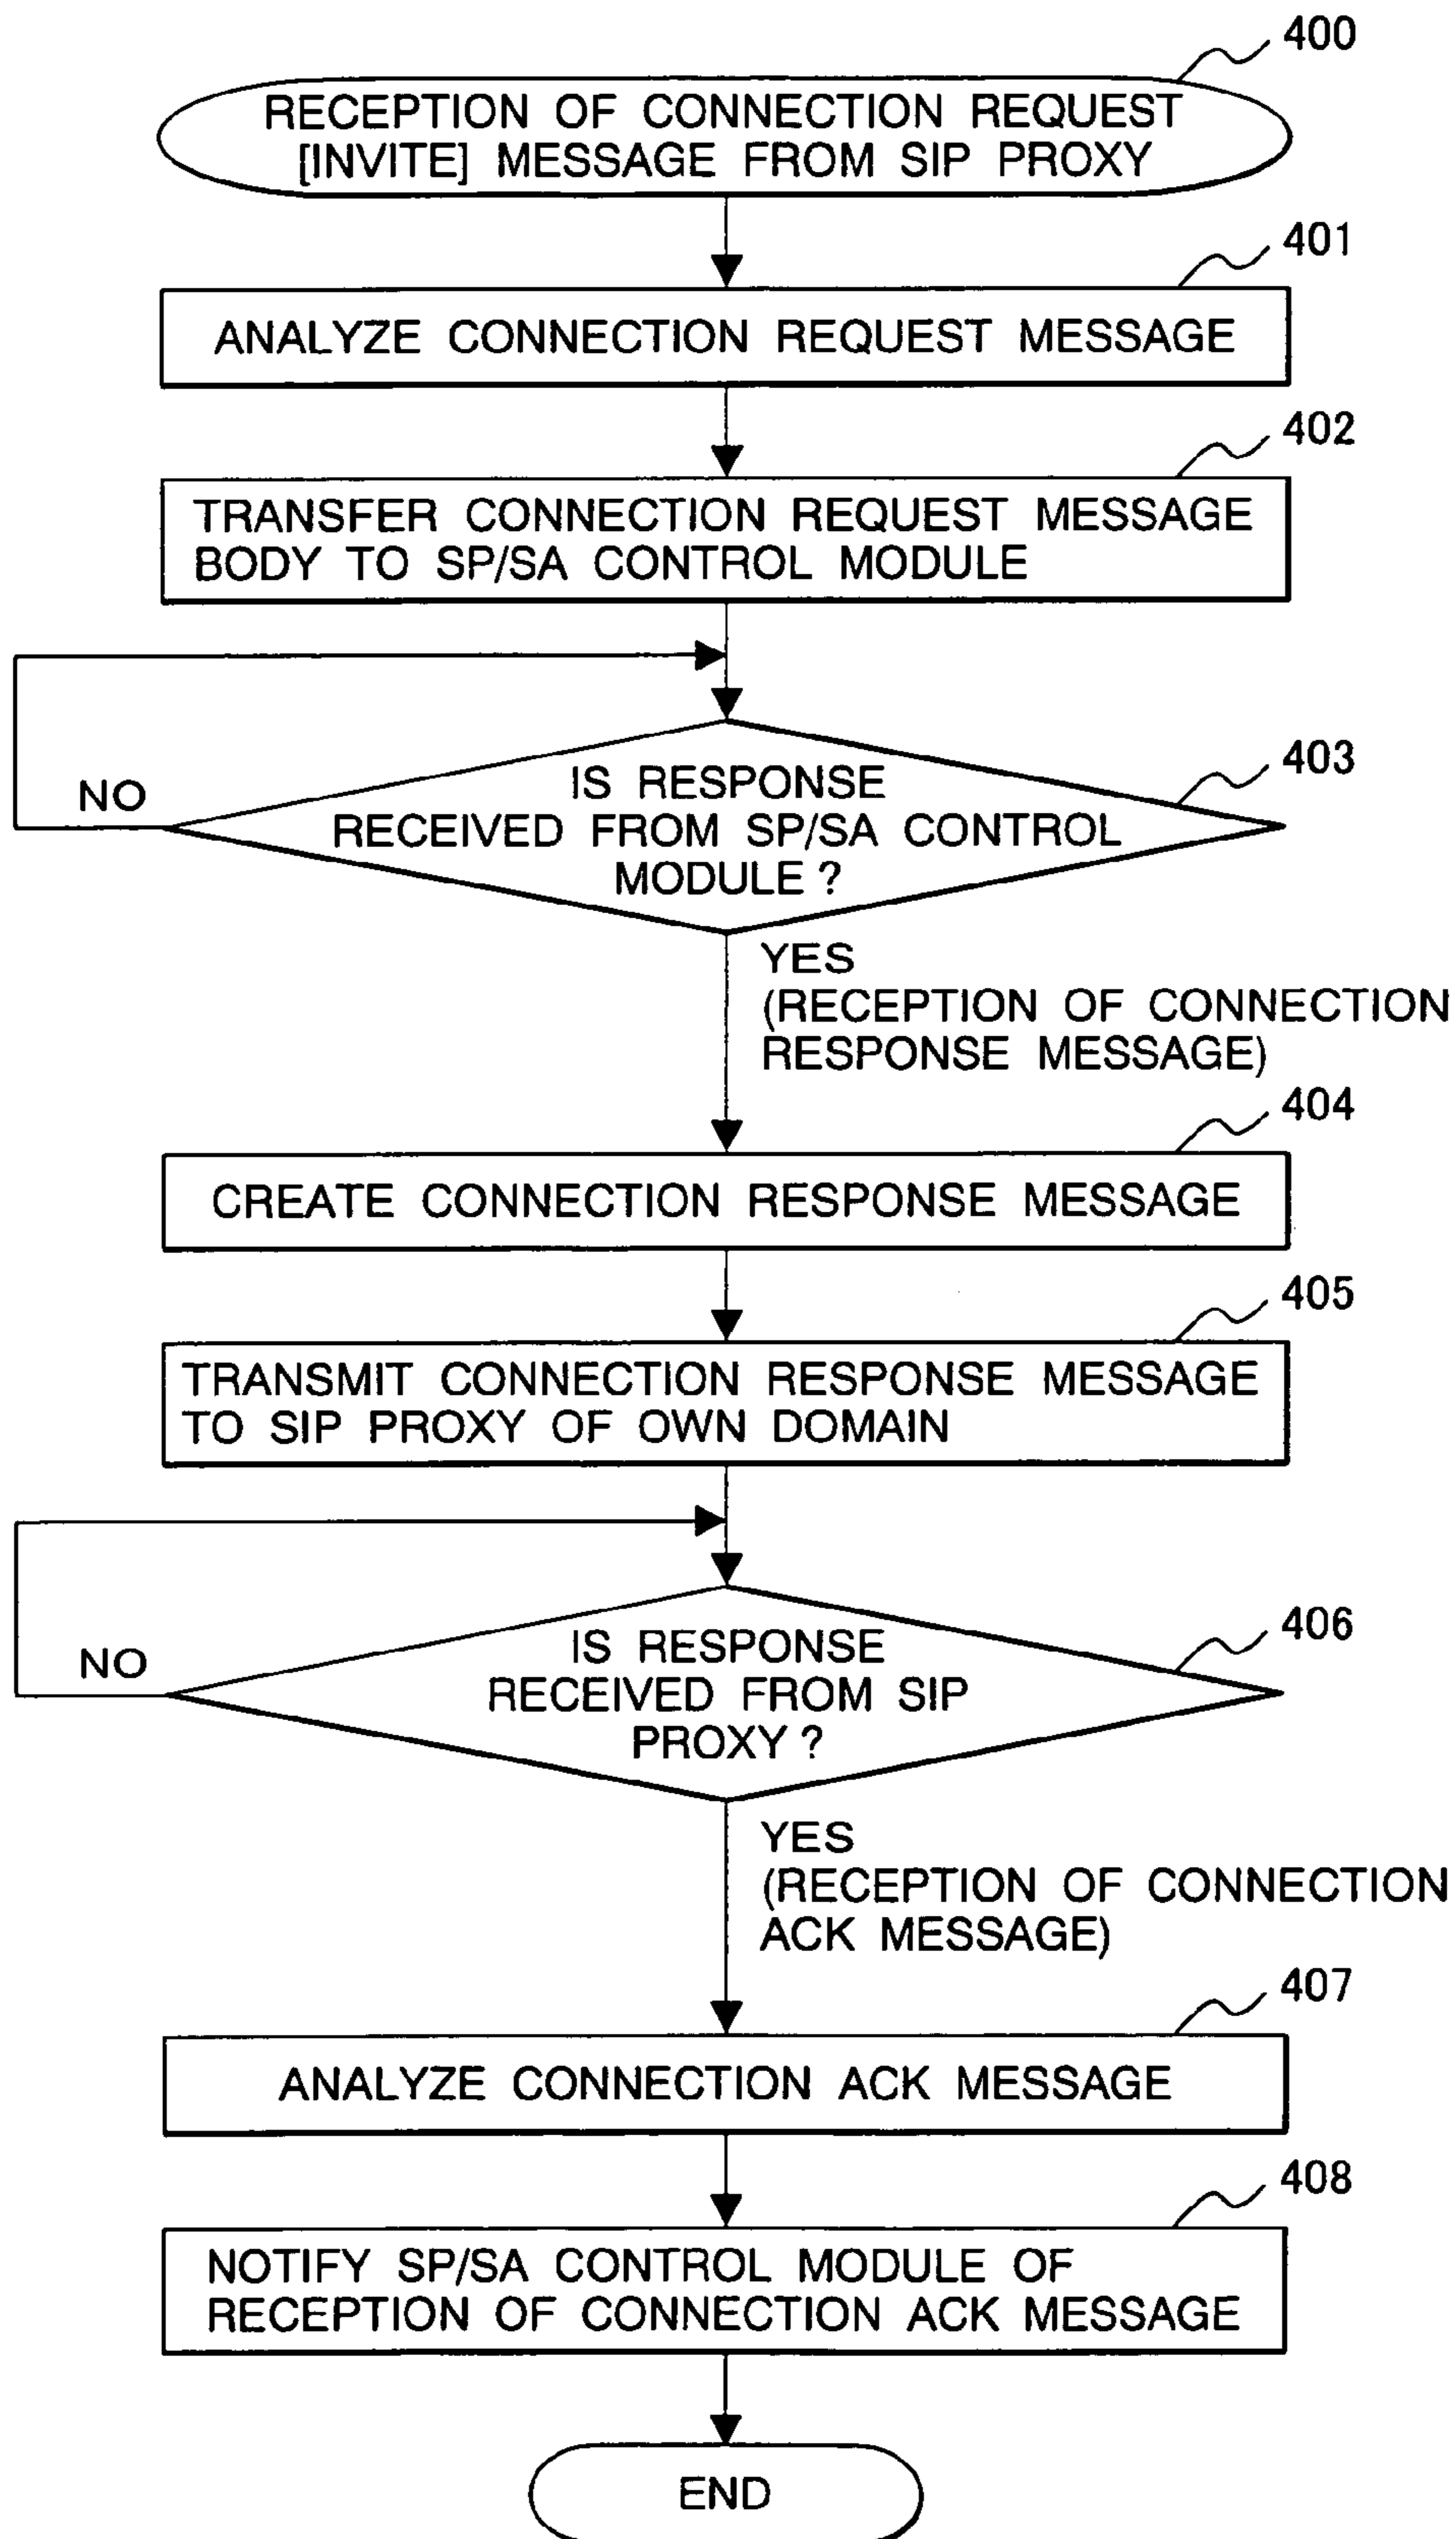 400
RECEPTION OF CONNECTION REQUEST
[INVITE] MESSAGE FROM SIP PROXY
401
ANALYZE CONNECTION REQUEST MESSAGE
402
TRANSFER CONNECTION REQUEST MESSAGE
BODY TO SP/SA CONTROL MODULE
403
IS RESPONSE
RECEIVED FROM SP/SA CONTROL
MODULE ?
NO
YES
(RECEPTION OF CONNECTION
RESPONSE MESSAGE)
404
CREATE CONNECTION RESPONSE MESSAGE
405
TRANSMIT CONNECTION RESPONSE MESSAGE
TO SIP PROXY OF OWN DOMAIN
406
IS RESPONSE
RECEIVED FROM SIP
PROXY ?
NO
YES
(RECEPTION OF CONNECTION
ACK MESSAGE)
407
ANALYZE CONNECTION ACK MESSAGE
408
NOTIFY SP/SA CONTROL MODULE OF
RECEPTION OF CONNECTION ACK MESSAGE
END